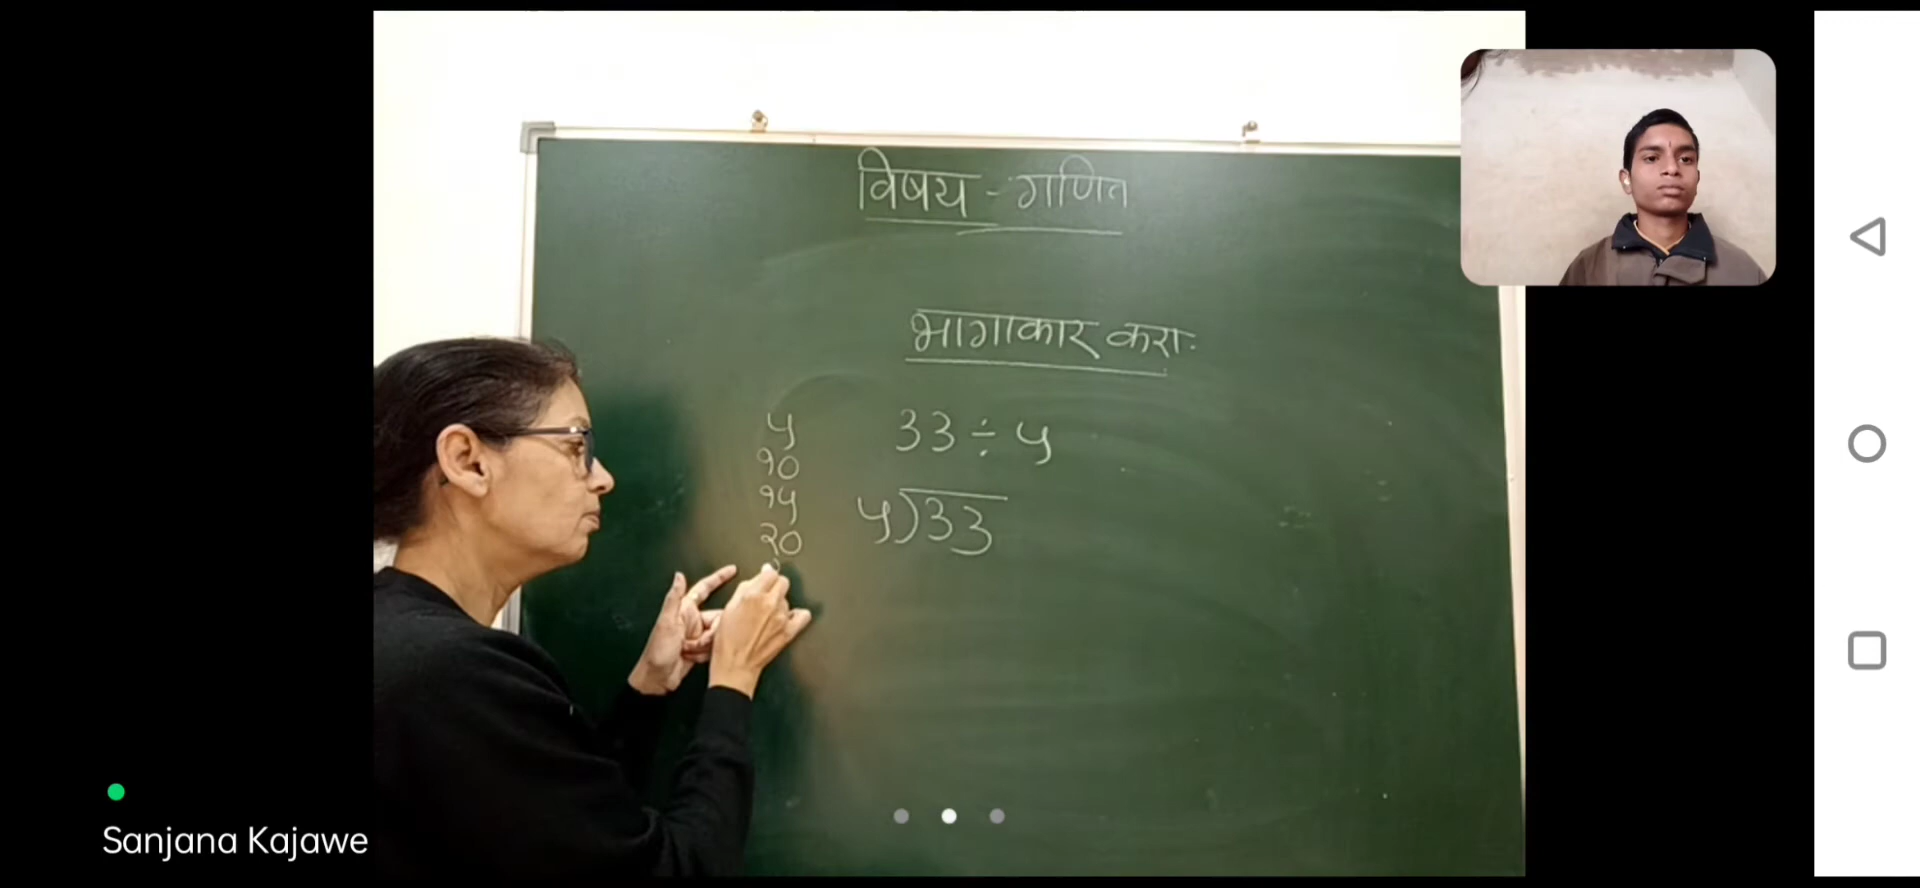 विषय - गणित
भागाकार करा.
५
१०
१५
२०
३३ ÷ ५
५)३३
Sanjana Kajawe